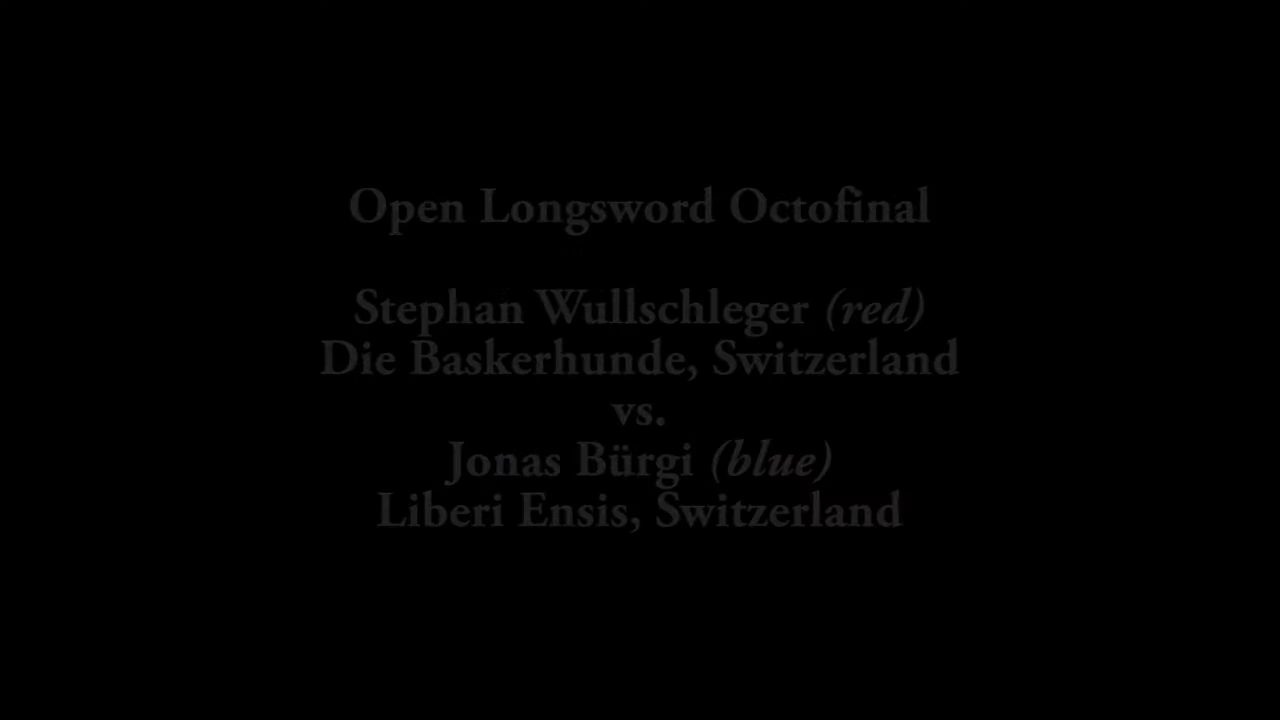 Open Longsword Octofinal
Stephan Wullschleger (red)
Die Baskerhunde, Switzerland
vs.
Jonas Bürgi (blue)
Liberi Ensis, Switzerland